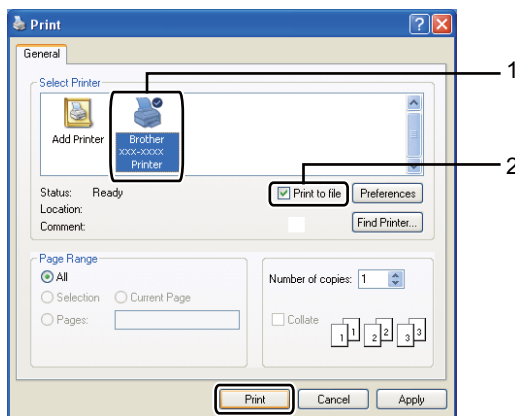 Print
General
Select Printer
Add Printer
Brother
xxx-xxxx
Printer
1
2
Status: Ready
Location:
Comment:
Print to file
Preferences
Find Printer...
Page Range
All
Selection
Current Page
Pages:
Number of copies: 1
Collate
1 1 2 2 3 3
Print
Cancel
Apply